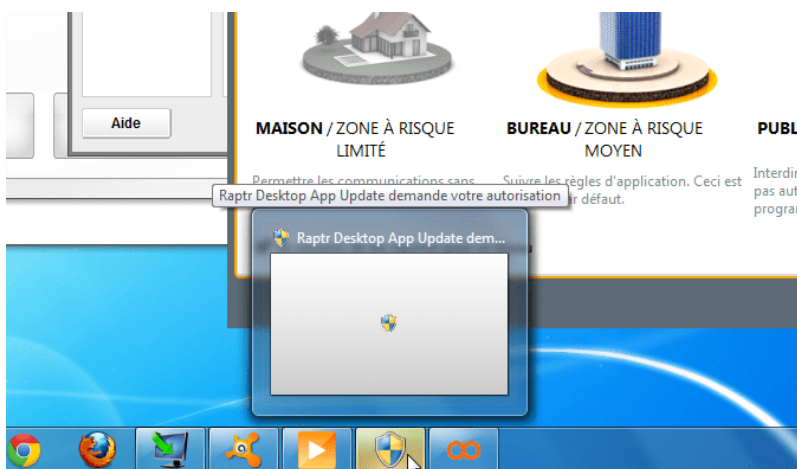 Aide
MAISON / ZONE À RISQUE
LIMITÉ
BUREAU / ZONE À RISQUE
MOYEN
PUBL
Permettre les communications sans
Suivre les règles d'application. Ceci est
défaut.
Interdir
pas aut
progra
Raptr Desktop App Update demande votre autorisation
Raptr Desktop App Update dem...